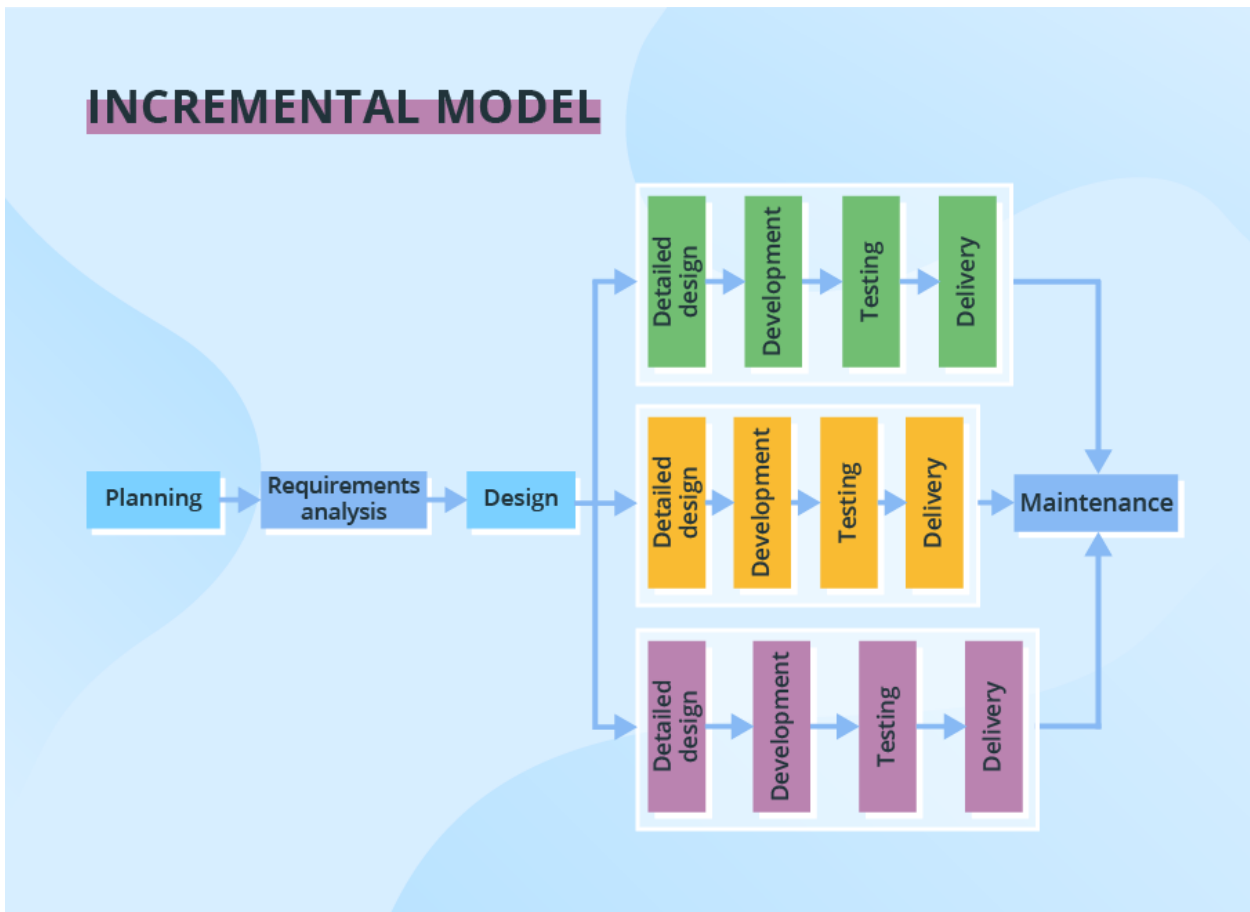 INCREMENTAL MODEL
Detailed
design
Development
Testing
Delivery
Planning
Requirements
analysis
Design
Detailed
design
Development
Testing
Delivery
Maintenance
Detailed
design
Development
Testing
Delivery